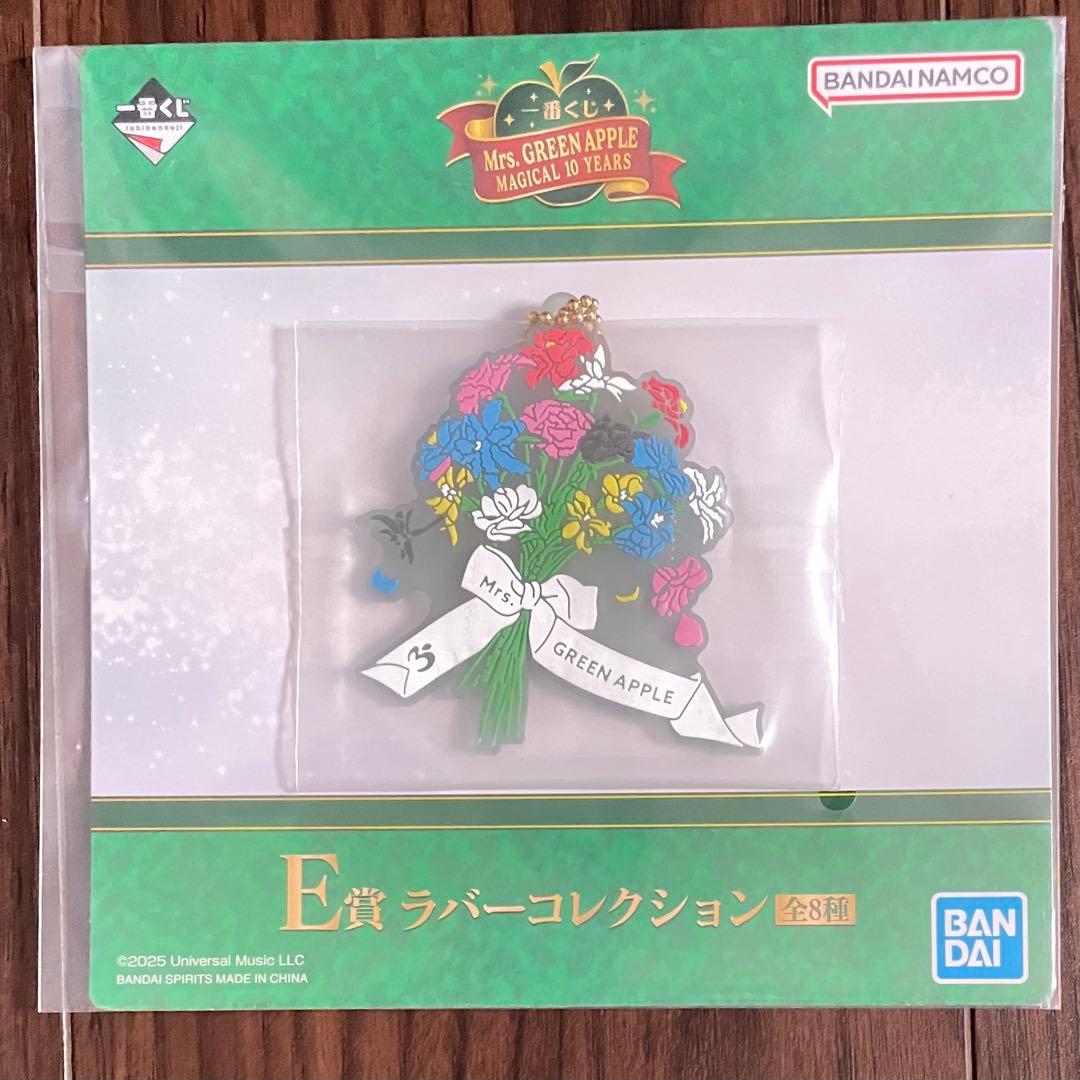 一番くじ
ichibankuji
一番くじ
Mrs. GREEN APPLE
MAGICAL 10 YEARS
BANDAI NAMCO
Mrs.
GREEN APPLE
E賞 ラバーコレクション 全8種
©2025 Universal Music LLC
BANDAI SPIRITS MADE IN CHINA
BAN
DAI